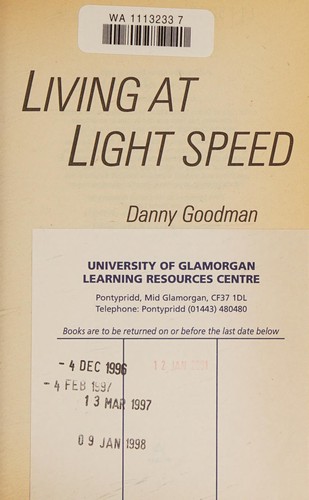 WA 1113233 7
LIVING AT
LIGHT SPEED
Danny Goodman
UNIVERSITY OF GLAMORGAN
LEARNING RESOURCES CENTRE
Pontypridd, Mid Glamorgan, CF37 1DL
Telephone: Pontypridd (01443) 480480
Books are to be returned on or before the last date below
- 4 DEC 1996
- 4 FEB 1997
13 MAR 1997
09 JAN 1998
12 JAN